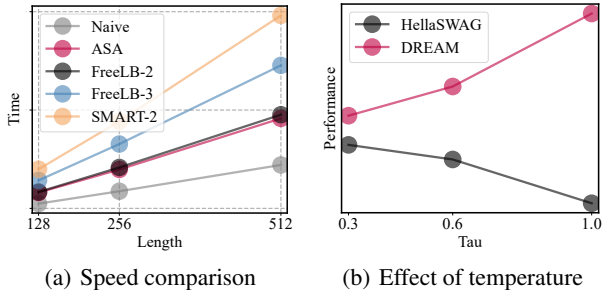 Naive
ASA
FreeLB-2
FreeLB-3
SMART-2
Time
128
256
512
Length
(a) Speed comparison
HellaSWAG
DREAM
Performance
0.3
0.6
1.0
Tau
(b) Effect of temperature